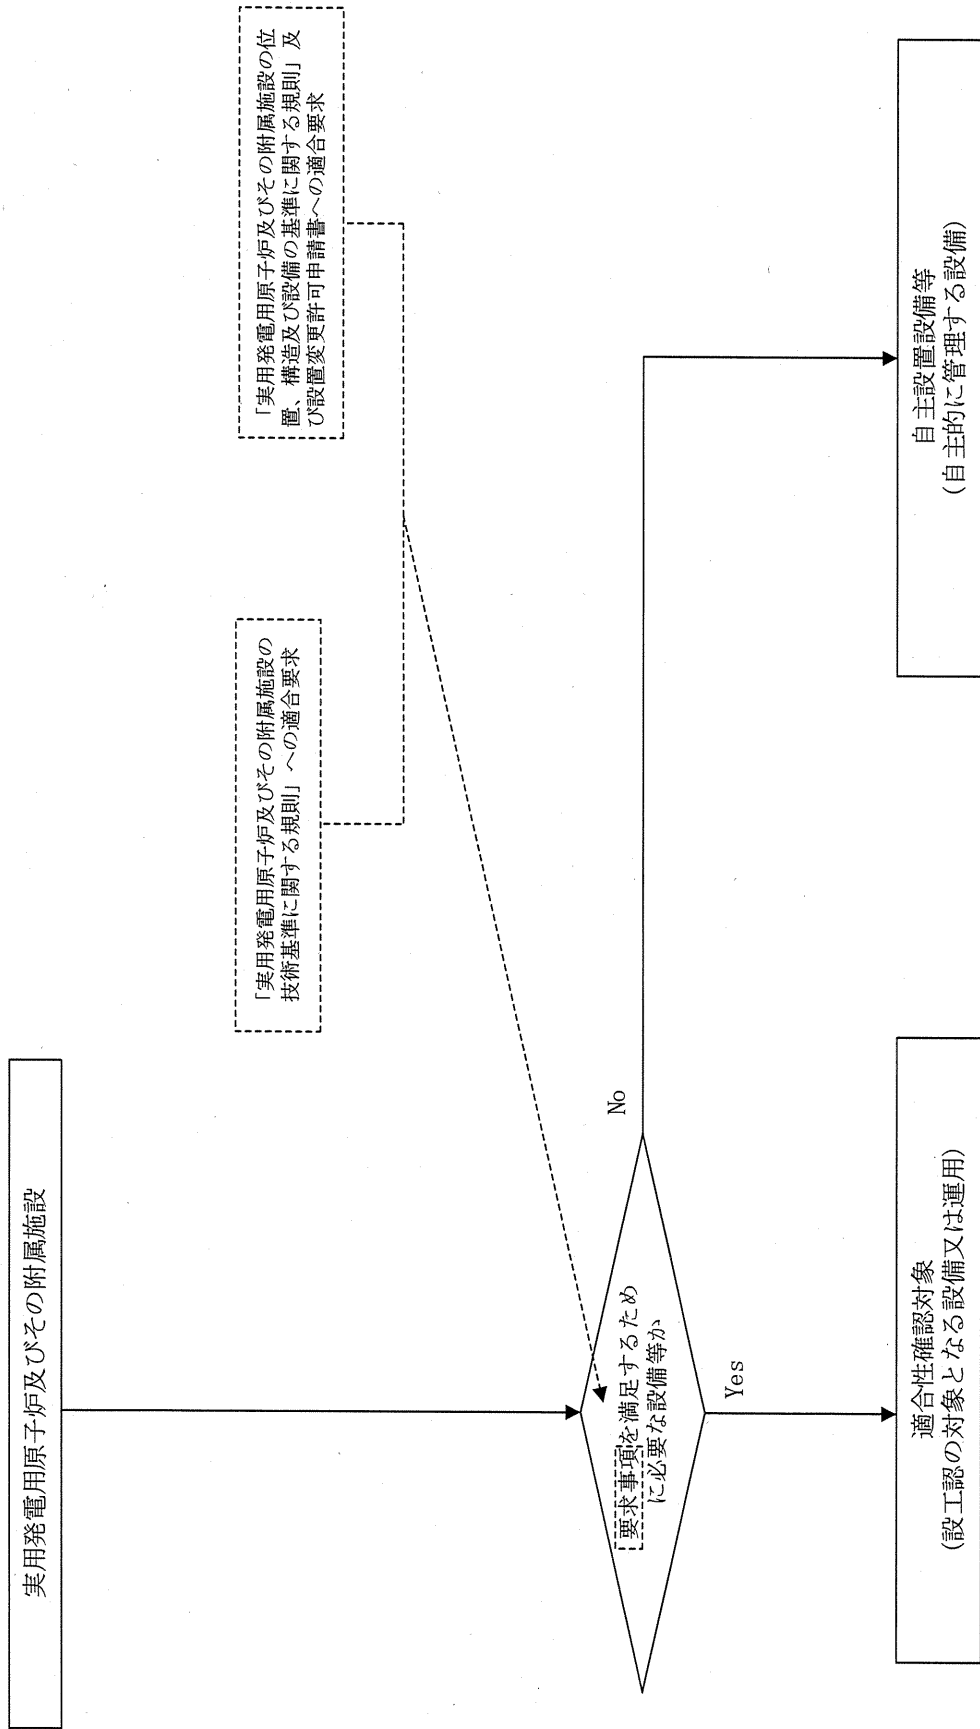 実用発電用原子炉及びその附属施設
「実用発電用原子炉及びその附属施設の
技術基準に関する規則」への適合要求
「実用発電用原子炉及びその附属施設の位
置、構造及び設備の基準に関する規則」及
び設置変更許可申請書への適合要求
要求事項を満足するため
に必要な設備等か
No
Yes
適合性確認対象
(設工認の対象となる設備又は運用)
自主設置設備等
(自主的に管理する設備)